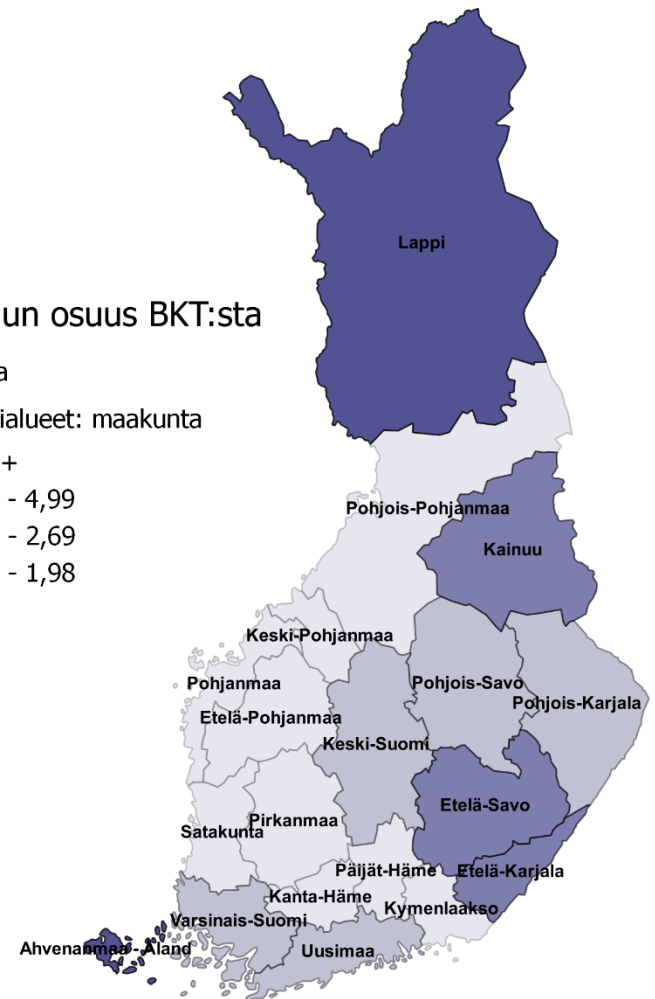 un osuus BKT:sta
a
ialueet: maakunta
+
- 4,99
- 2,69
- 1,98
Lappi
Pohjois-Pohjanmaa
Kainuu
Keski-Pohjanmaa
Pohjanmaa
Pohjois-Savo
Pohjois-Karjala
Etelä-Pohjanmaa
Keski-Suomi
Etelä-Savo
Pirkanmaa
Satakunta
Päijät-Häme
Etelä-Karjala
Kanta-Häme
Kymenlaakso
Varsinais-Suomi
Ahvenanmaa - Åland
Uusimaa